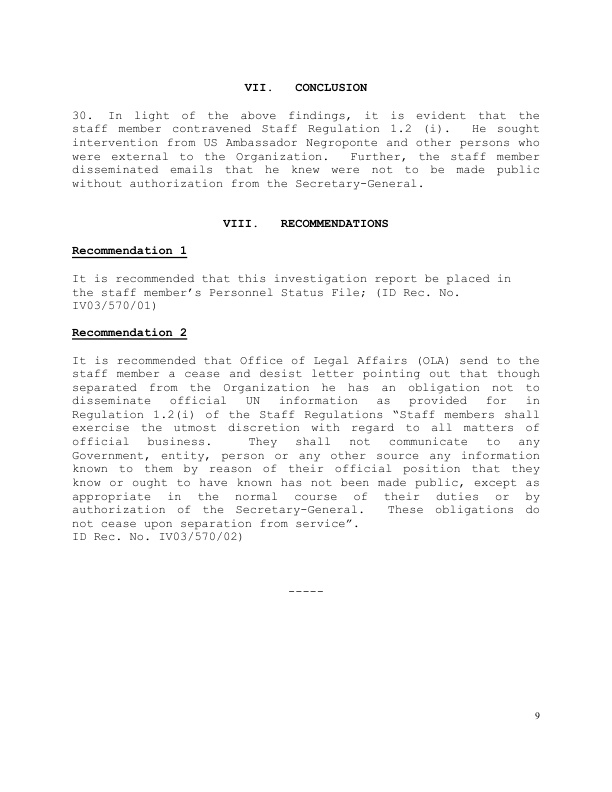 VII. CONCLUSION
30. In light of the above findings, it is evident that the
staff member contravened Staff Regulation 1.2 (i). He sought
intervention from US Ambassador Negroponte and other persons who
were external to the Organization. Further, the staff member
disseminated emails that he knew were not to be made public
without authorization from the Secretary-General.
VIII. RECOMMENDATIONS
Recommendation 1
It is recommended that this investigation report be placed in
the staff member’s Personnel Status File; (ID Rec. No.
IV03/570/01)
Recommendation 2
It is recommended that Office of Legal Affairs (OLA) send to the
staff member a cease and desist letter pointing out that though
separated from the Organization he has an obligation not to
disseminate official UN information as provided for in
Regulation 1.2(i) of the Staff Regulations “Staff members shall
exercise the utmost discretion with regard to all matters of
official business. They shall not communicate to any
Government, entity, person or any other source any information
known to them by reason of their official position that they
know or ought to have known has not been made public, except as
appropriate in the normal course of their duties or by
authorization of the Secretary-General. These obligations do
not cease upon separation from service”.
ID Rec. No. IV03/570/02)
-----
9